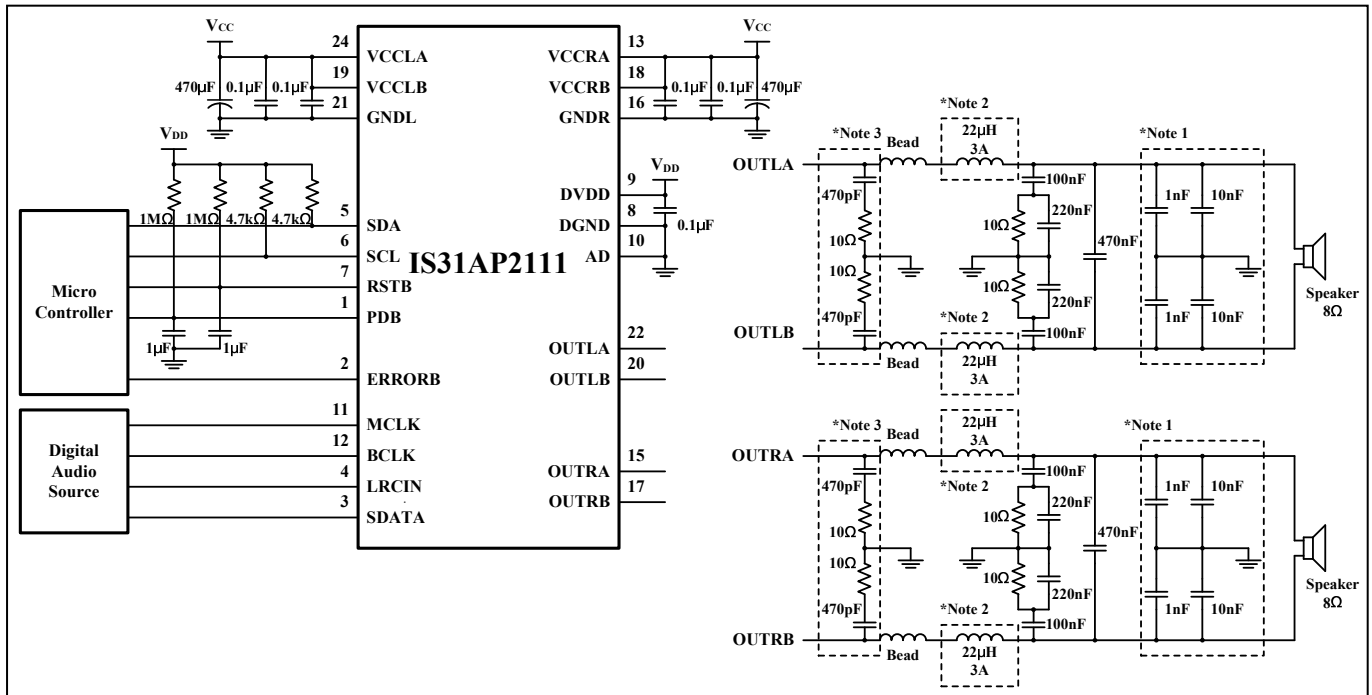 VCC
24
VCCLA
19
470µF
0.1µF
0.1µF
VCCLB
21
GNDL
VDD
1MΩ
1MΩ
4.7kΩ
4.7kΩ
5
SDA
6
SCL
7
RSTB
1
PDB
1µF
1µF
2
ERRORB
Micro
Controller
11
MCLK
12
BCLK
4
LRCIN
3
SDATA
Digital
Audio
Source
IS31AP2111
VCC
13
VCCRA
18
VCCRB
0.1µF
0.1µF
470µF
16
GNDR
VDD
9
DVDD
8
DGND
0.1µF
10
AD
22
OUTLA
20
OUTLB
15
OUTRA
17
OUTRB
*Note 2
*Note 3
Bead
22µH
3A
*Note 1
OUTLA
470pF
100nF
1nF
10nF
10Ω
10Ω
220nF
470nF
10Ω
10Ω
220nF
Speaker
8Ω
470pF
*Note 2
100nF
1nF
10nF
OUTLB
Bead
22µH
3A
*Note 3
Bead
22µH
3A
*Note 1
OUTRA
470pF
*Note 2
100nF
1nF
10nF
10Ω
10Ω
220nF
470nF
10Ω
10Ω
220nF
Speaker
8Ω
470pF
*Note 2
100nF
1nF
10nF
OUTRB
Bead
22µH
3A